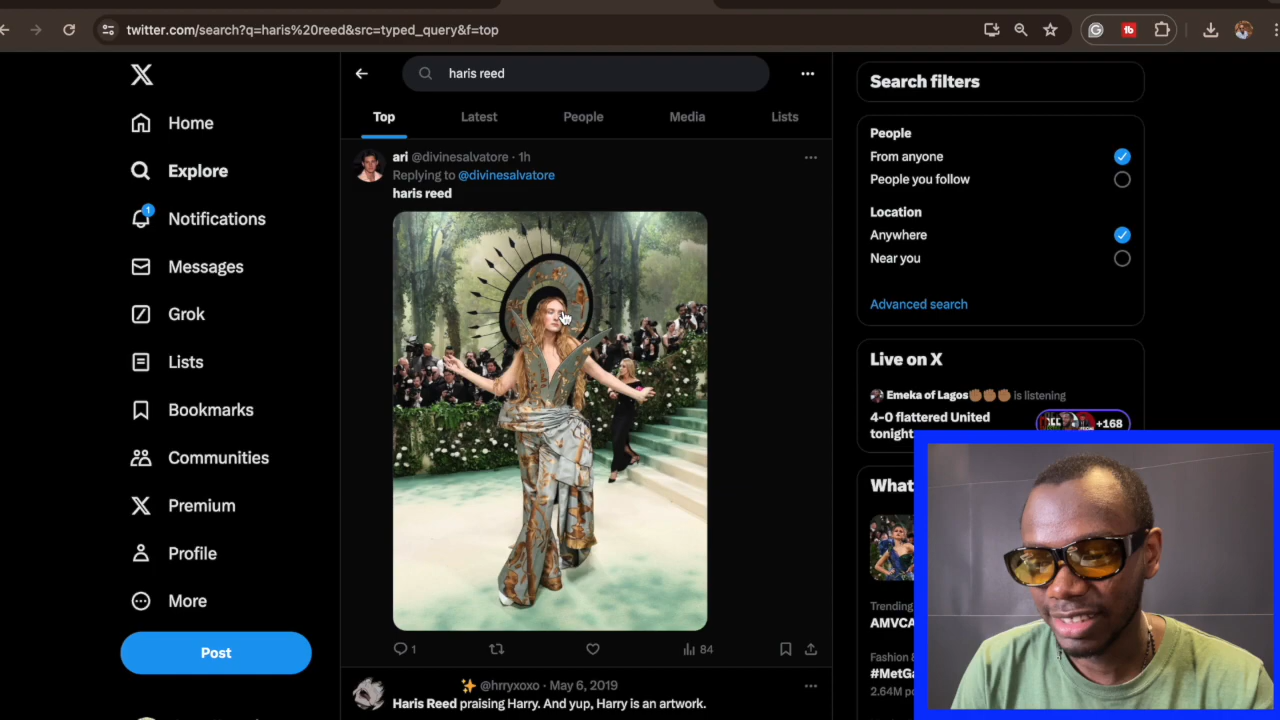 twitter.com/search?q=haris%20reed&src=typed_query&f=top
Home
Explore
1
Notifications
Messages
Grok
Lists
Bookmarks
Communities
Premium
Profile
More
Post
haris reed
Top
Latest
People
Media
Lists
ari @divinesalvatore · 1h
Replying to @divinesalvatore
haris reed
1
84
@hrryxoxo · May 6, 2019
Haris Reed praising Harry. And yup, Harry is an artwork.
Search filters
People
From anyone
People you follow
Location
Anywhere
Near you
Advanced search
Live on X
Emeka of Lagos✊🏾✊🏾✊🏾 is listening
4-0 flattered United
tonight
+168
What
Trending
AMVCA
Fashion &
#MetGa
2.64M po